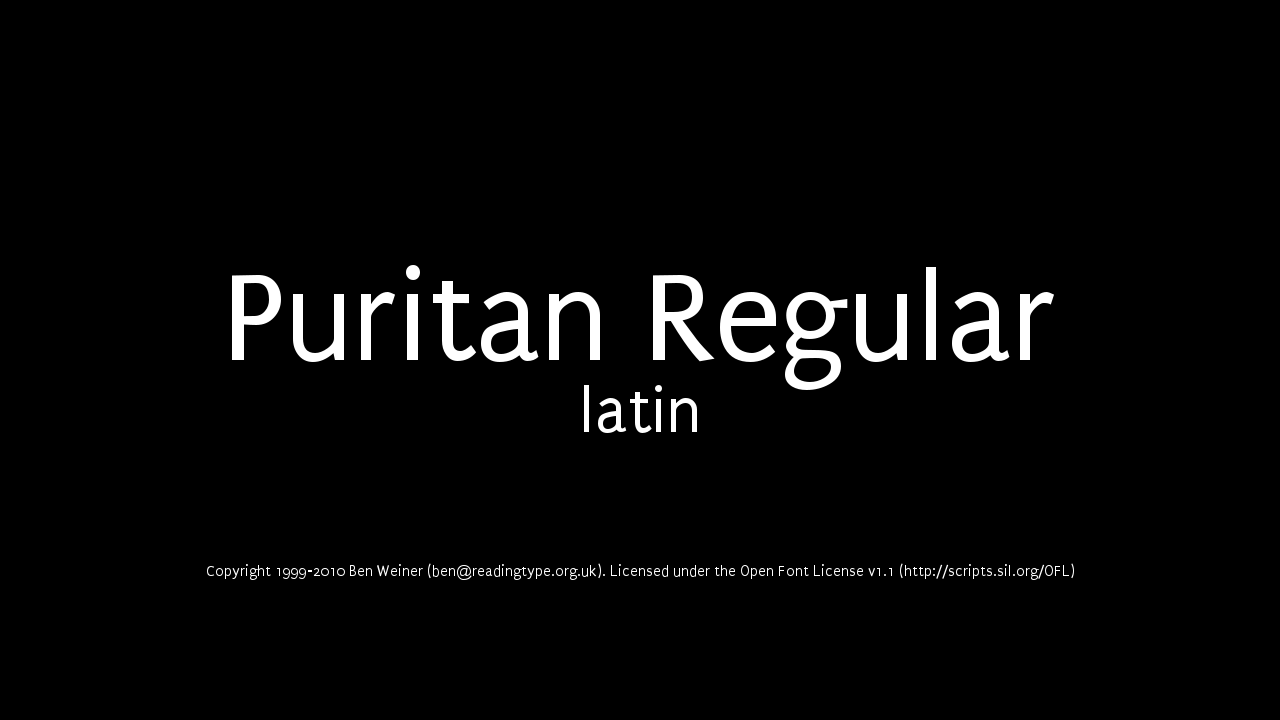 Puritan Regular
latin
Copyright 1999-2010 Ben Weiner (ben@readingtype.org.uk). Licensed under the Open Font License v1.1 (http://scripts.sil.org/OFL)